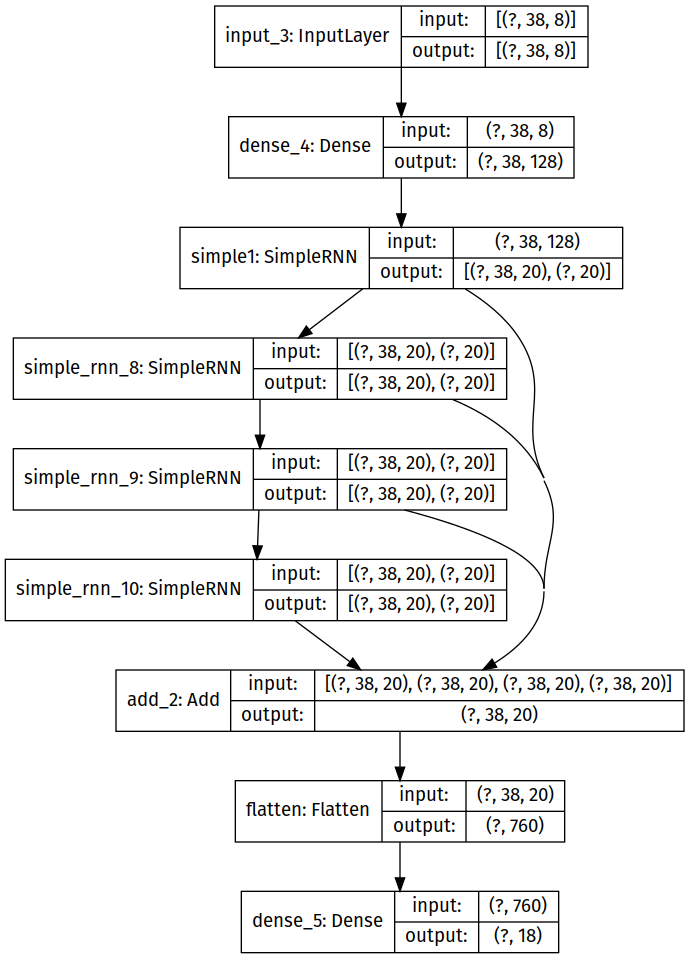 input_3: InputLayer
input: [(?, 38, 8)]
output: [(?, 38, 8)]
dense_4: Dense
input: (?, 38, 8)
output: (?, 38, 128)
simple1: SimpleRNN
input: (?, 38, 128)
output: [(?, 38, 20), (?, 20)]
simple_rnn_8: SimpleRNN
input: [(?, 38, 20), (?, 20)]
output: [(?, 38, 20), (?, 20)]
simple_rnn_9: SimpleRNN
input: [(?, 38, 20), (?, 20)]
output: [(?, 38, 20), (?, 20)]
simple_rnn_10: SimpleRNN
input: [(?, 38, 20), (?, 20)]
output: [(?, 38, 20), (?, 20)]
add_2: Add
input: [(?, 38, 20), (?, 38, 20), (?, 38, 20), (?, 38, 20)]
output: (?, 38, 20)
flatten: Flatten
input: (?, 38, 20)
output: (?, 760)
dense_5: Dense
input: (?, 760)
output: (?, 18)